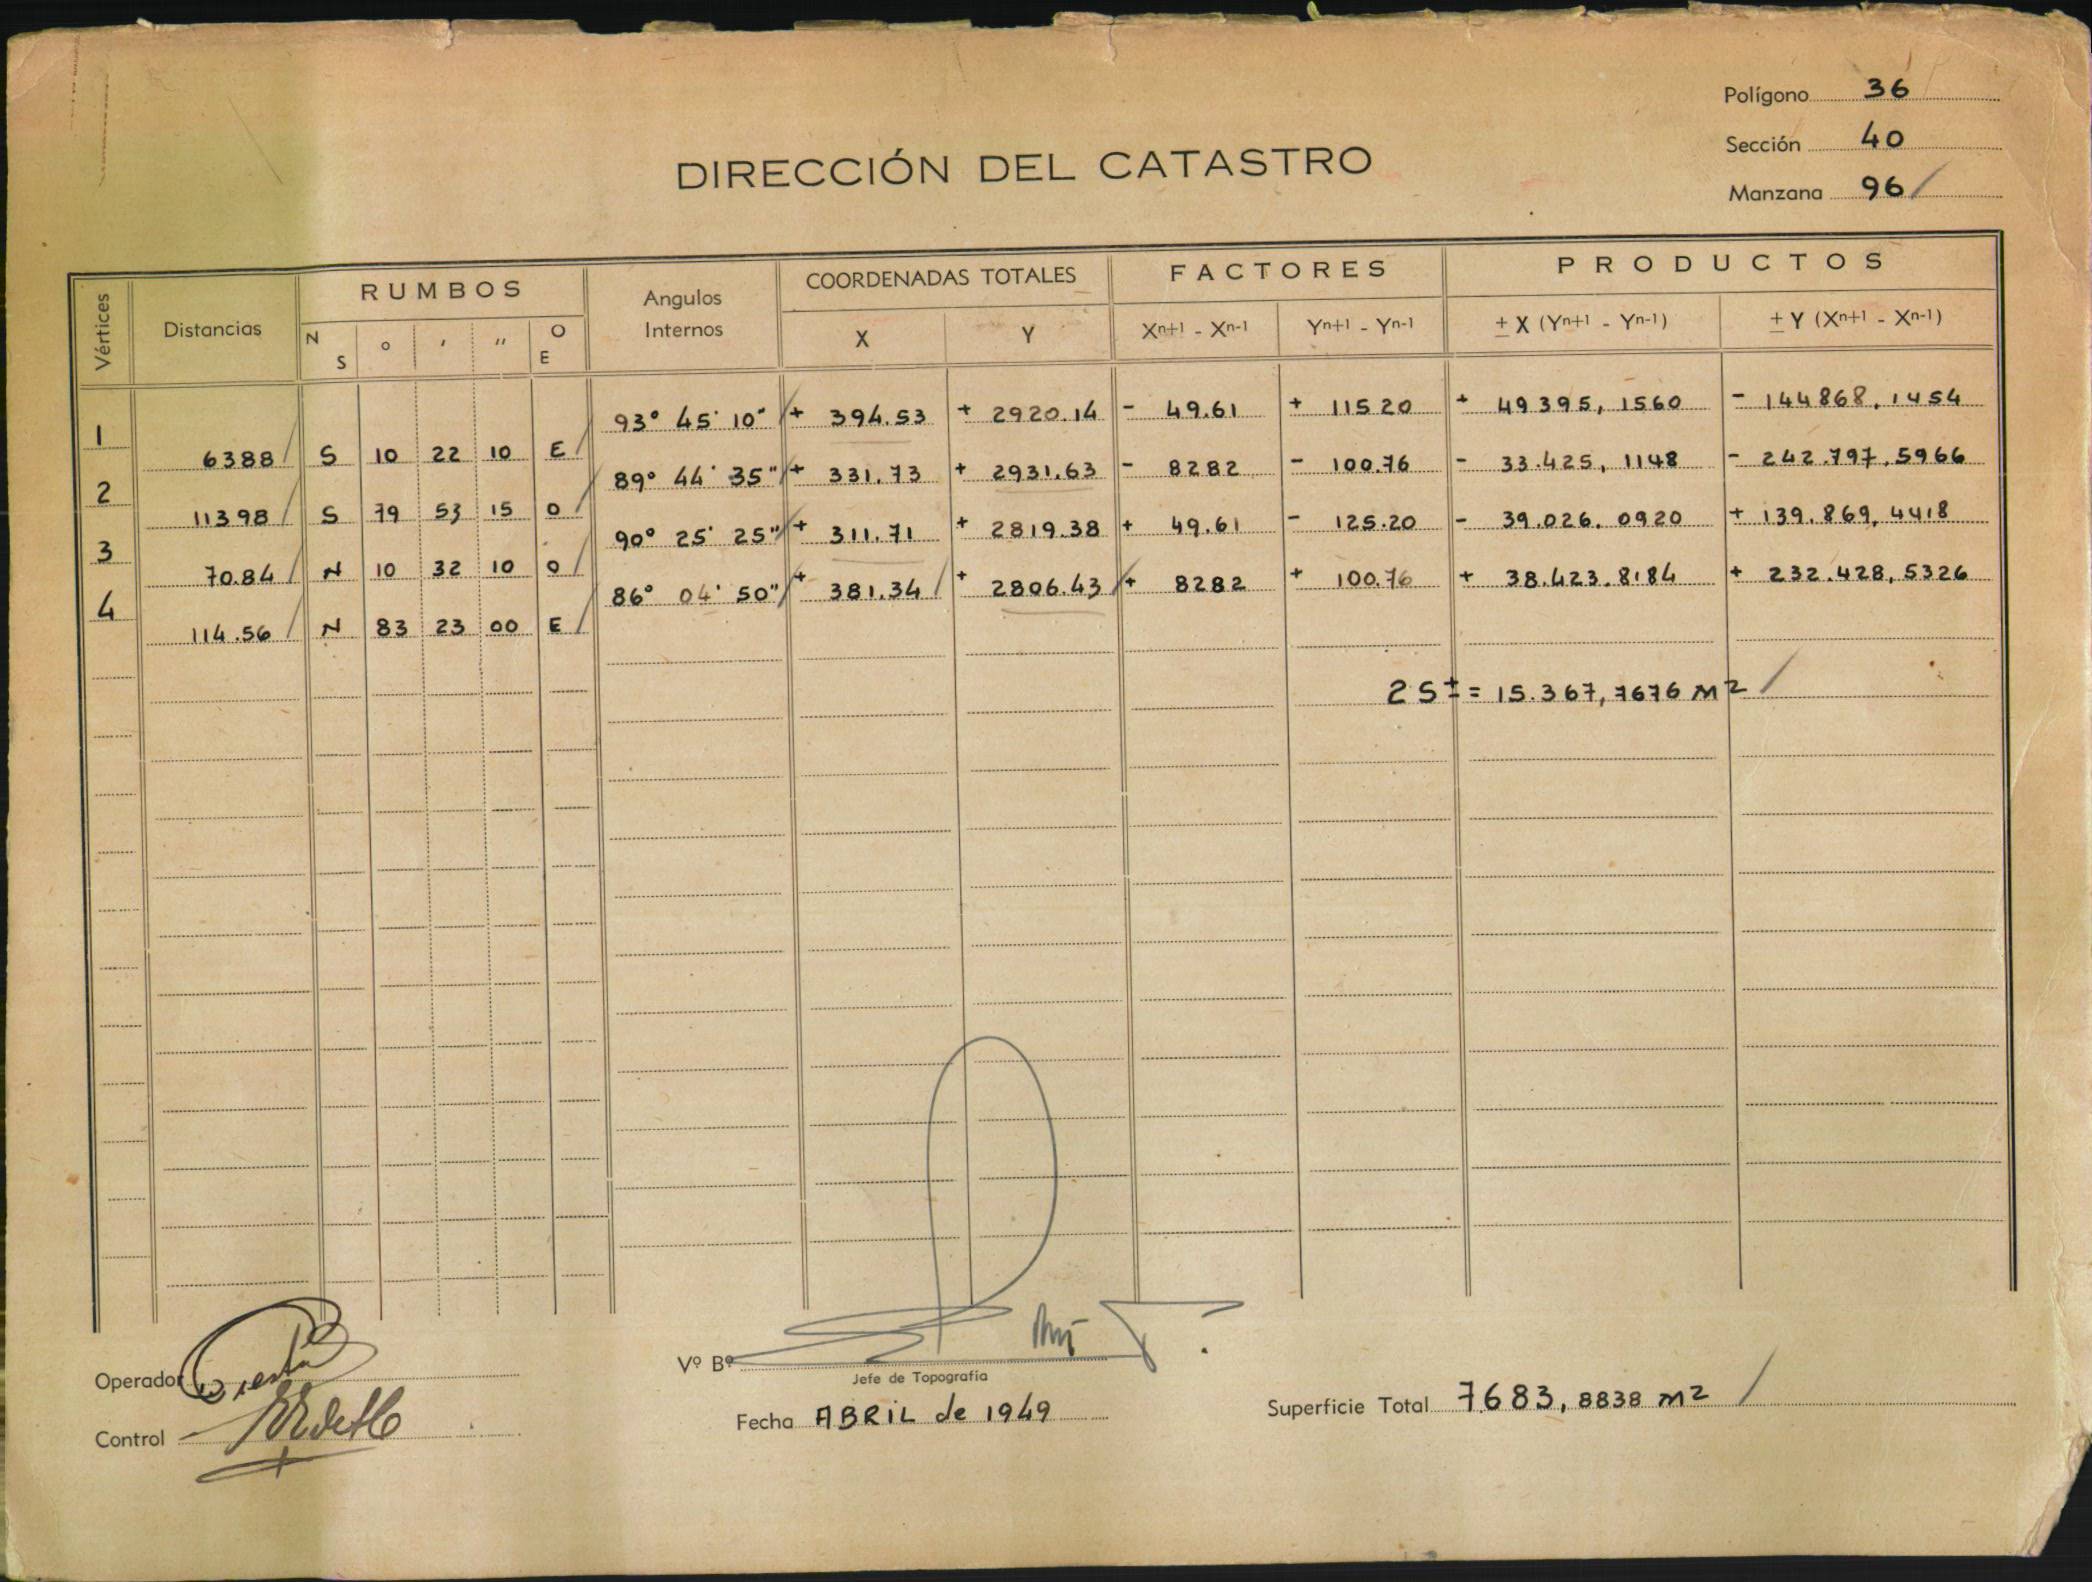 Polígono 36
Sección 40
Manzana 96
DIRECCIÓN DEL CATASTRO
Vértices Distancias RUMBOS Angulos Internos COORDENADAS TOTALES FACTORES PRODUCTOS
N S ° ' '' O E X Y Xn+1 - Xn-1 Yn+1 - Yn-1 ± X (Yn+1 - Yn-1) ± Y (Xn+1 - Xn-1)
93° 45' 10" + 394.53 + 2920.14 - 49.61 + 115 20 + 49 395, 1560 - 144 868, 1454
1
6388 S 10 22 10 E
89° 44' 35" + 331.73 + 2931.63 - 8282 - 100.76 - 33.425, 1148 - 242.797, 5966
2
113 98 S 79 53 15 O
90° 25' 25" + 311.71 + 2819.38 + 49.61 - 125.20 - 39.026. 0920 + 139.869, 4418
3
70.84 N 10 32 10 O
86° 04' 50" + 381.34 + 2806.43 + 8282 + 100.76 + 38.423.8184 + 232.428, 5326
4
114.56 N 83 23 00 E
2 S ± = 15.367, 7676 m2
Operador
Control
Vº Bº
Jefe de Topografía
Fecha ABRIL de 1949
Superficie Total 7683, 8838 m2